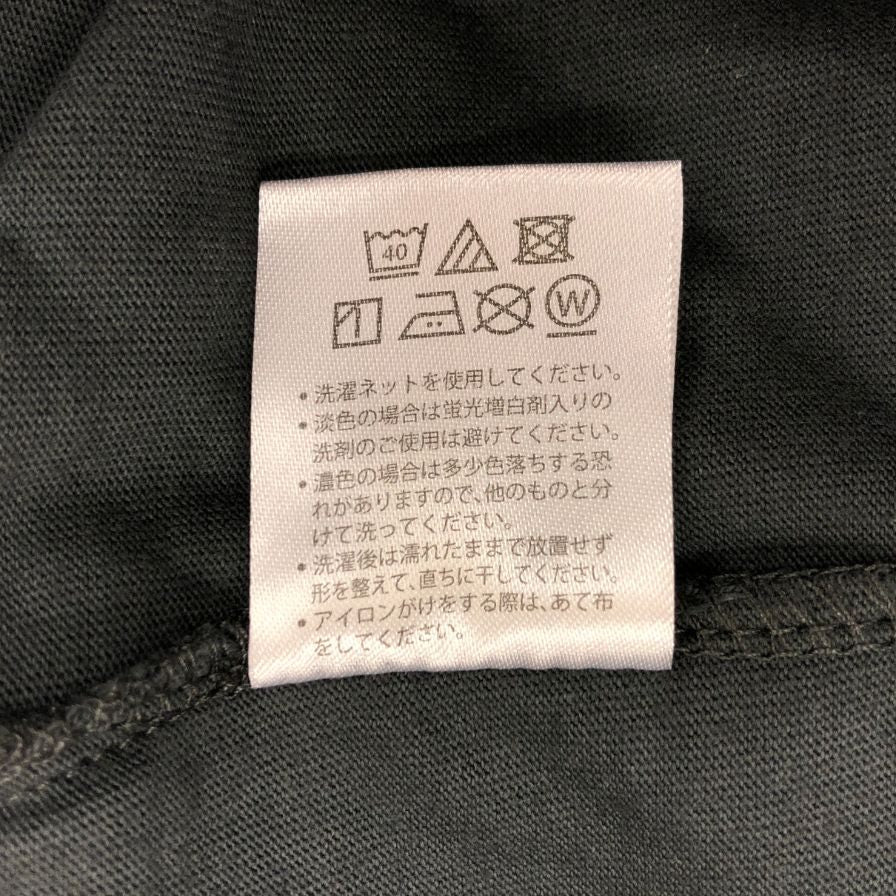 40
W
・洗濯ネットを使用してください。
・淡色の場合は蛍光増白剤入りの
洗剤のご使用は避けてください。
・濃色の場合は多少色落ちする恐
れがありますので、他のものと分
けて洗ってください。
・洗濯後は濡れたままで放置せず
形を整えて、直ちに干してください。
・アイロンがけをする際は、あて布
をしてください。